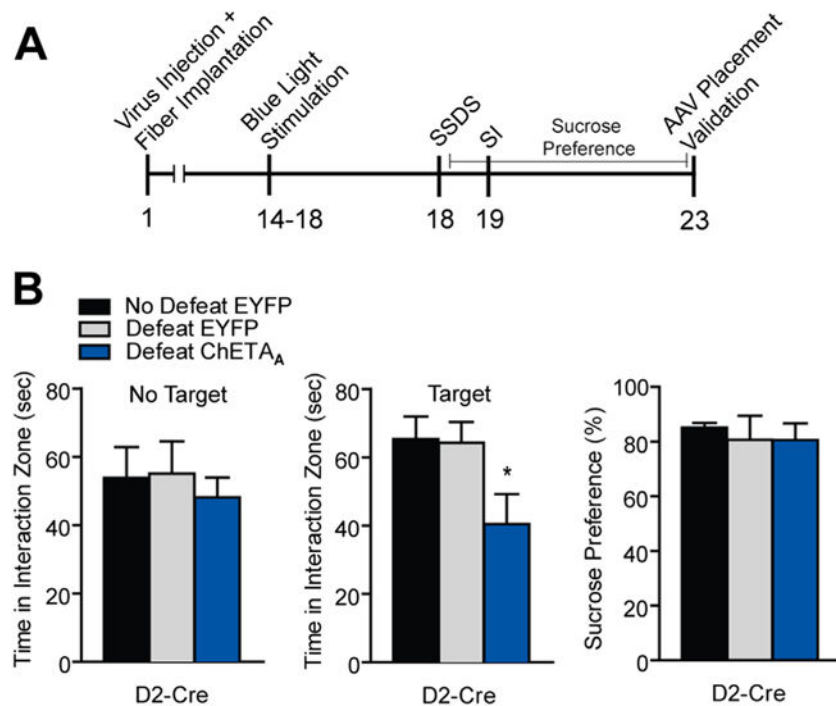 A
Virus Injection +
Fiber Implantation
Blue Light
Stimulation
SSDS
SI
Sucrose
Preference
AAV Placement
Validation
1
14-18
18
19
23
B
No Defeat EYFP
Defeat EYFP
Defeat ChETA_A
No Target
Time in Interaction Zone (sec)
80
60
40
20
0
D2-Cre
Target
Time in Interaction Zone (sec)
80
60
40
20
0
*
D2-Cre
Sucrose Preference (%)
100
80
60
40
20
0
D2-Cre